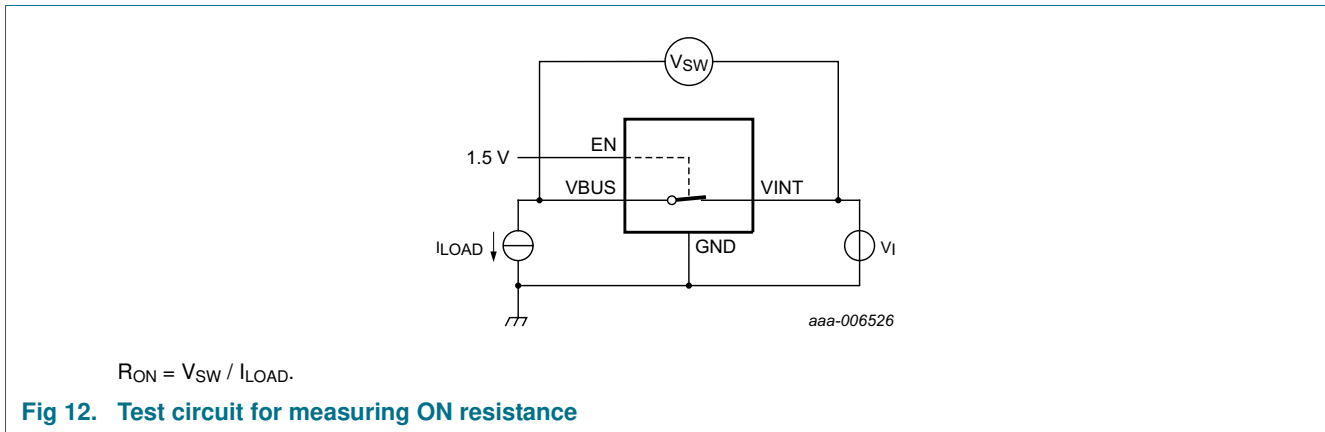 VSW
EN
1.5 V
VBUS
VINT
ILOAD
GND
VI
aaa-006526
RON = VSW / ILOAD.
Fig 12. Test circuit for measuring ON resistance